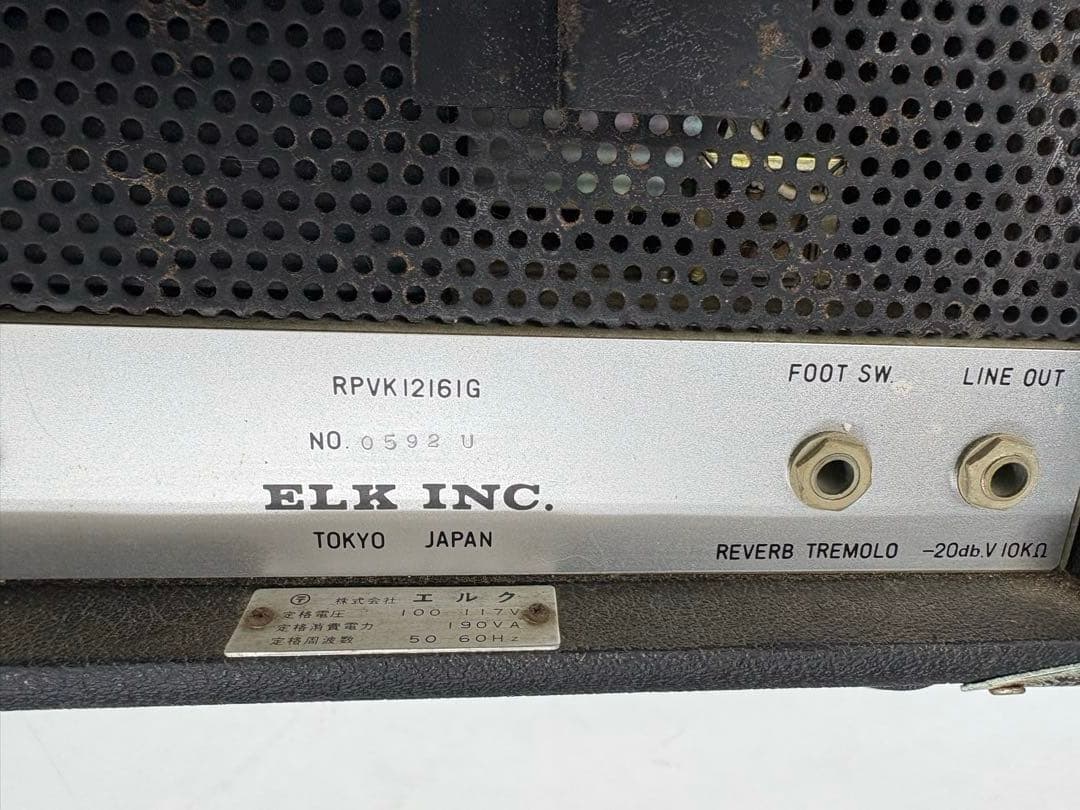 RPVK12161G
NO. 0592 U
ELK INC.
TOKYO JAPAN
FOOT SW.
LINE OUT
REVERB TREMOLO
-20db.V 10KΩ
〒 株式会社 エルク
定格電圧 100 117V
定格消費電力 190VA
定格周波数 50 60Hz